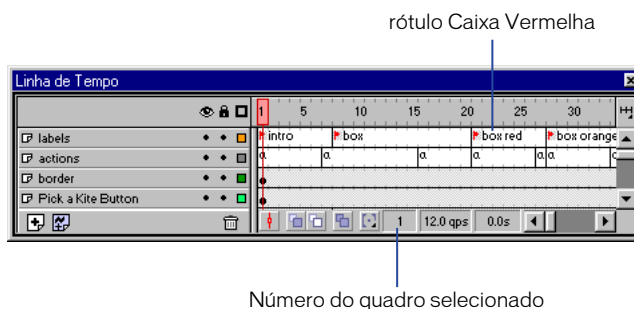 rótulo Caixa Vermelha
Linha de Tempo
1 5 10 15 20 25 30
labels intro box box red box orange
actions a a a a a a a
border
Pick a Kite Button
1 12.0 qps 0.0s
Número do quadro selecionado